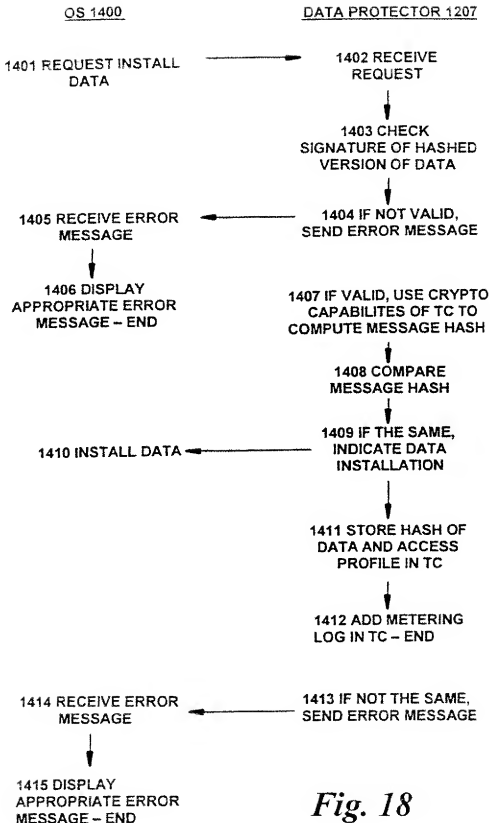 OS 1400
DATA PROTECTOR 1207
1401 REQUEST INSTALL
DATA
1402 RECEIVE
REQUEST
1403 CHECK
SIGNATURE OF HASHED
VERSION OF DATA
1404 IF NOT VALID,
SEND ERROR MESSAGE
1405 RECEIVE ERROR
MESSAGE
1406 DISPLAY
APPROPRIATE ERROR
MESSAGE – END
1407 IF VALID, USE CRYPTO
CAPABILITES OF TC TO
COMPUTE MESSAGE HASH
1408 COMPARE
MESSAGE HASH
1409 IF THE SAME,
INDICATE DATA
INSTALLATION
1410 INSTALL DATA
1411 STORE HASH OF
DATA AND ACCESS
PROFILE IN TC
1412 ADD METERING
LOG IN TC – END
1413 IF NOT THE SAME,
SEND ERROR MESSAGE
1414 RECEIVE ERROR
MESSAGE
1415 DISPLAY
APPROPRIATE ERROR
MESSAGE – END
Fig. 18